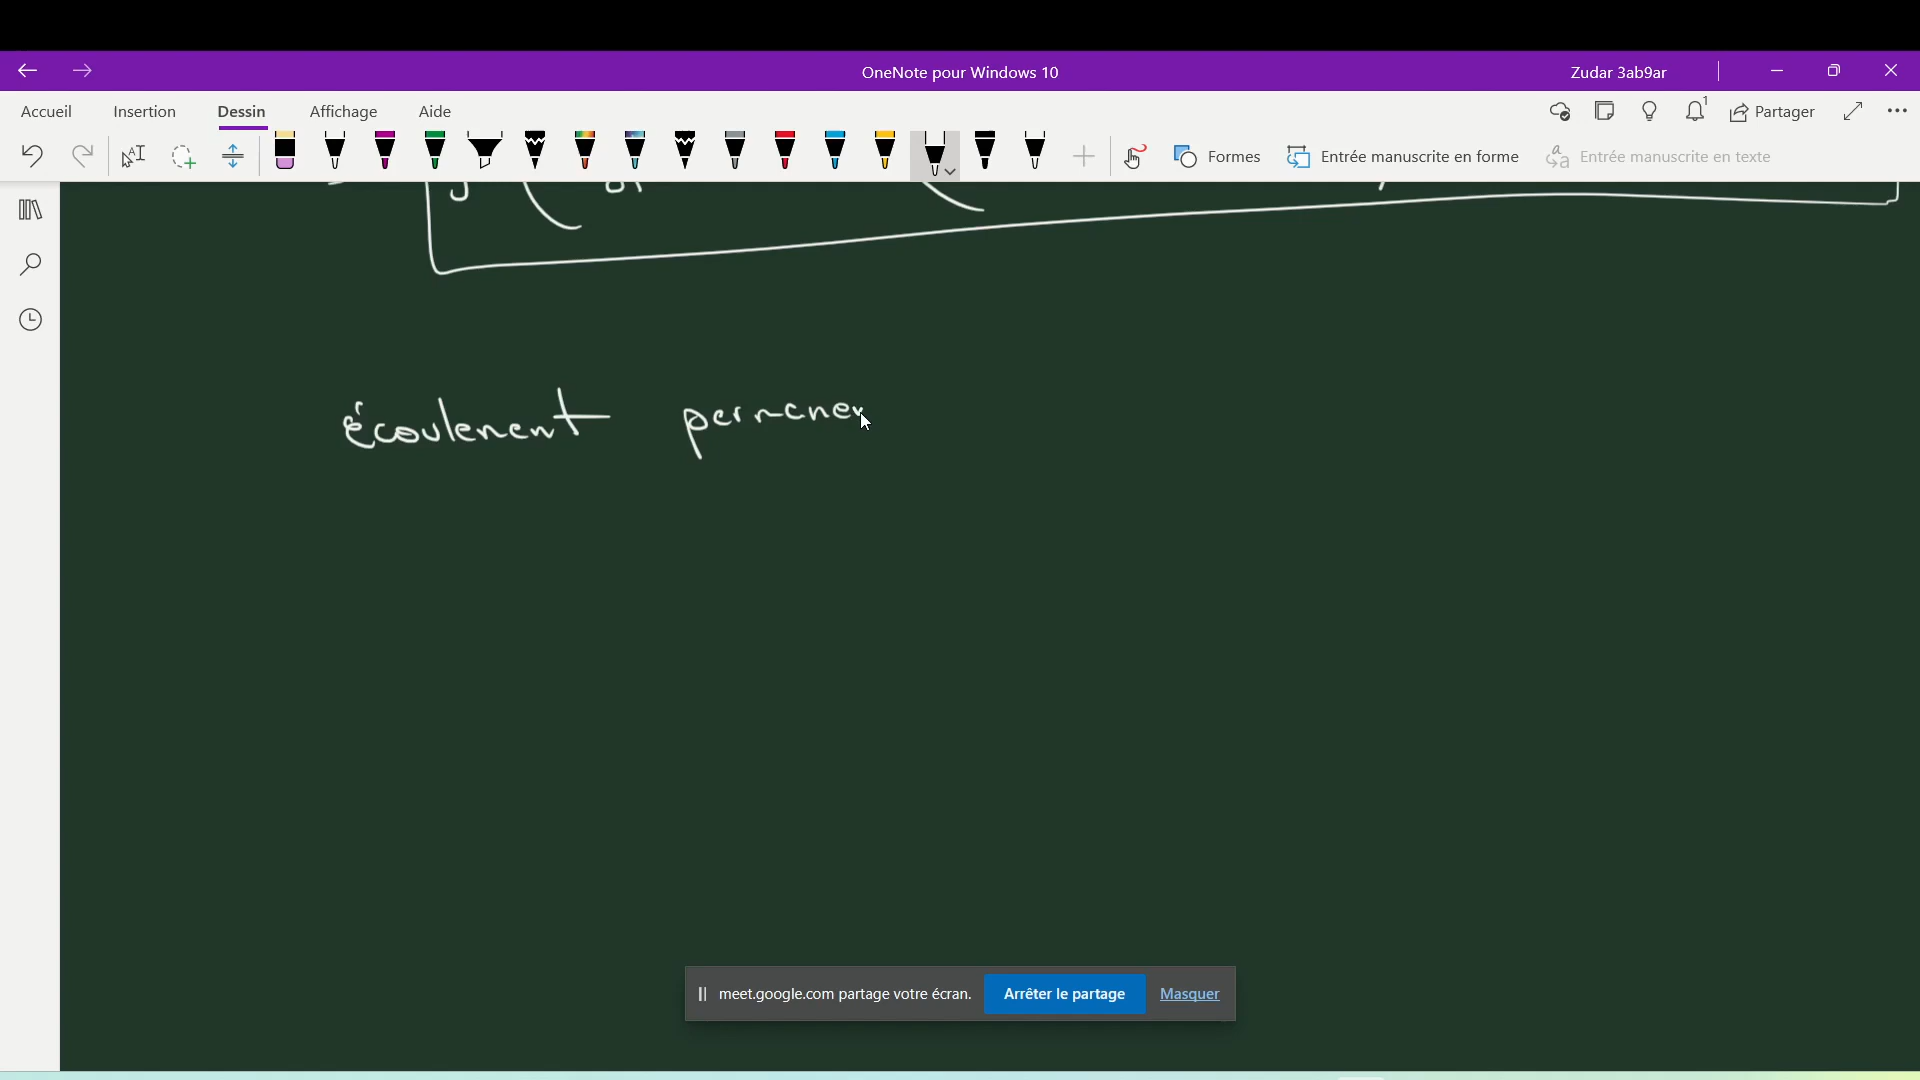 OneNote pour Windows 10
Zudar 3ab9ar
Accueil Insertion Dessin Affichage Aide
1
Partager
Formes Entrée manuscrite en forme Entrée manuscrite en texte
écoulement permanen
meet.google.com partage votre écran. Arrêter le partage Masquer